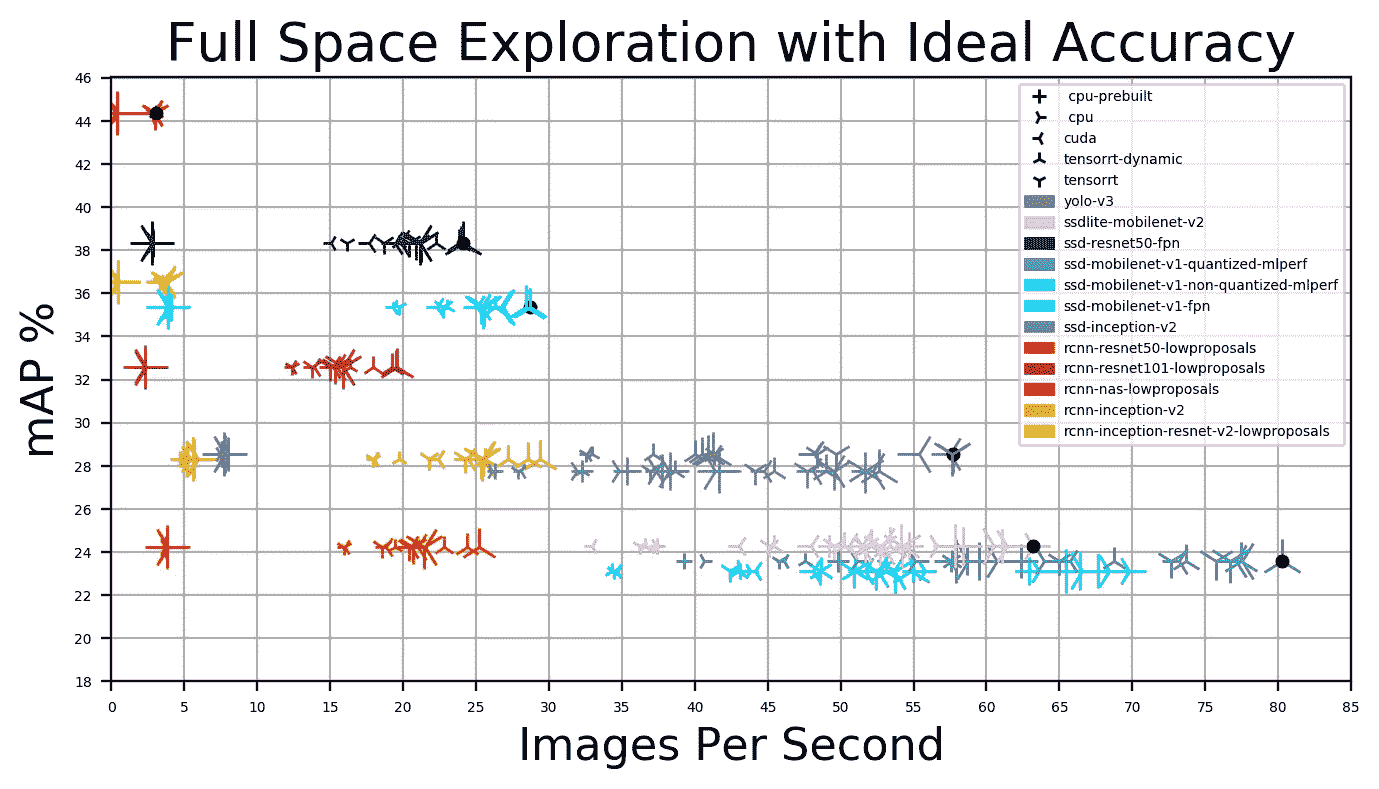 Full Space Exploration with Ideal Accuracy
46
44
42
40
38
36
34
32
30
28
26
24
22
20
18
mAP %
cpu-prebuilt
cpu
cuda
tensorrt-dynamic
tensorrt
yolo-v3
ssdlite-mobilenet-v2
ssd-resnet50-fpn
ssd-mobilenet-v1-quantized-mlperf
ssd-mobilenet-v1-non-quantized-mlperf
ssd-mobilenet-v1-fpn
ssd-inception-v2
rcnn-resnet50-lowproposals
rcnn-resnet101-lowproposals
rcnn-nas-lowproposals
rcnn-inception-v2
rcnn-inception-resnet-v2-lowproposals
0 5 10 15 20 25 30 35 40 45 50 55 60 65 70 75 80 85
Images Per Second